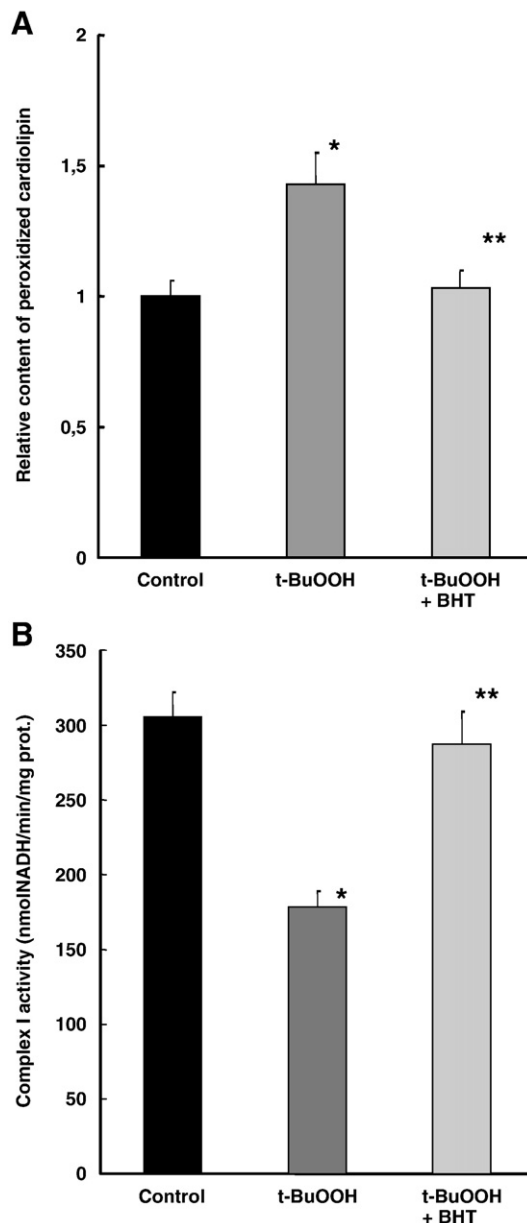 A
Relative content of peroxidized cardiolipin
2
1,5
1
0,5
0
*
**
Control
t-BuOOH
t-BuOOH
+ BHT
B
Complex I activity (nmolNADH/min/mg prot.)
350
300
250
200
150
100
50
0
*
**
Control
t-BuOOH
t-BuOOH
+ BHT